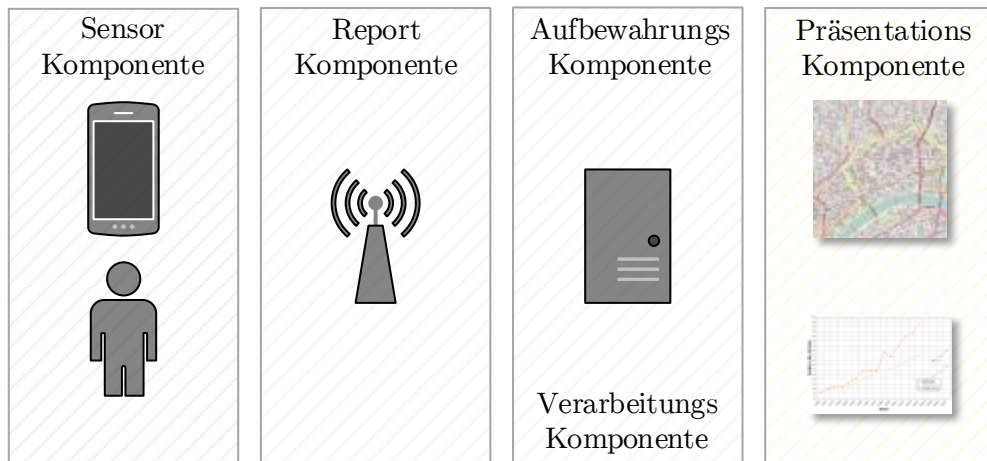 Sensor
Komponente
Report
Komponente
Aufbewahrungs
Komponente
Verarbeitungs
Komponente
Präsentations
Komponente